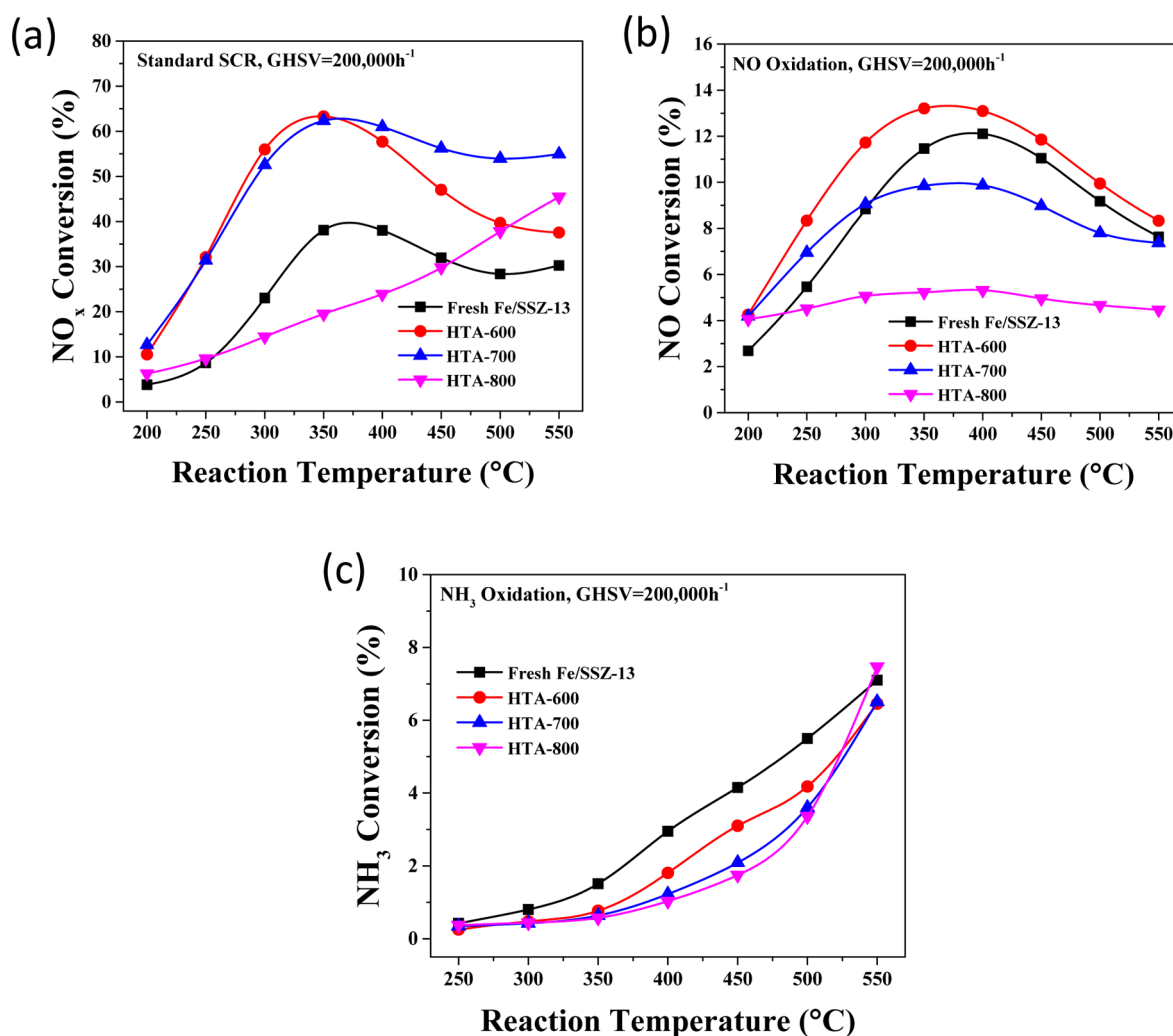 (a)
Standard SCR, GHSV=200,000h⁻¹
NOₓ Conversion (%)
80
70
60
50
40
30
20
10
0
Fresh Fe/SSZ-13
HTA-600
HTA-700
HTA-800
200 250 300 350 400 450 500 550
Reaction Temperature (°C)
(b)
NO Oxidation, GHSV=200,000h⁻¹
NO Conversion (%)
16
14
12
10
8
6
4
2
0
Fresh Fe/SSZ-13
HTA-600
HTA-700
HTA-800
200 250 300 350 400 450 500 550
Reaction Temperature (°C)
(c)
NH₃ Oxidation, GHSV=200,000h⁻¹
NH₃ Conversion (%)
10
8
6
4
2
0
Fresh Fe/SSZ-13
HTA-600
HTA-700
HTA-800
250 300 350 400 450 500 550
Reaction Temperature (°C)